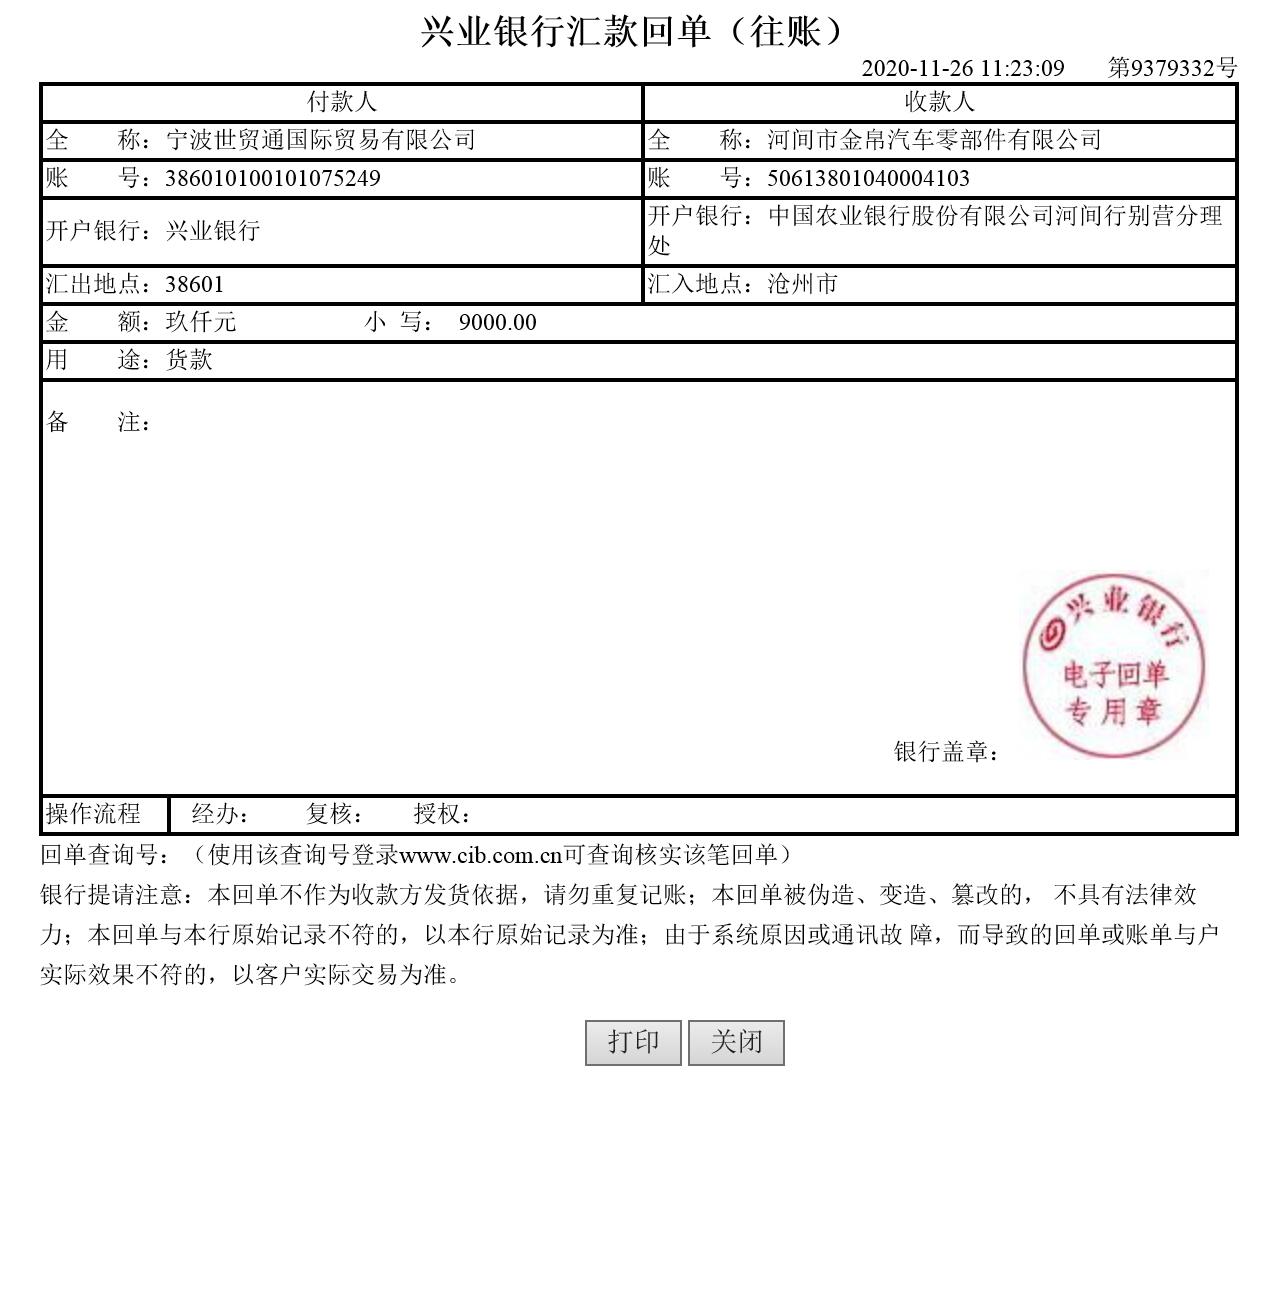 兴业银行汇款回单（往账）
2020-11-26 11:23:09 第9379332号
付款人 收款人
全 称：宁波世贸通国际贸易有限公司 全 称：河间市金帛汽车零部件有限公司
账 号：386010100101075249 账 号：50613801040004103
开户银行：兴业银行 开户银行：中国农业银行股份有限公司河间行别营分理
处
汇出地点：38601 汇入地点：沧州市
金 额：玖仟元 小 写： 9000.00
用 途：货款
备 注：
兴业银行
电子回单
专用章
银行盖章：
操作流程 经办： 复核： 授权：
回单查询号：（使用该查询号登录www.cib.com.cn可查询核实该笔回单）
银行提请注意：本回单不作为收款方发货依据，请勿重复记账；本回单被伪造、变造、篡改的， 不具有法律效
力；本回单与本行原始记录不符的，以本行原始记录为准；由于系统原因或通讯故 障，而导致的回单或账单与户
实际效果不符的，以客户实际交易为准。
打印 关闭